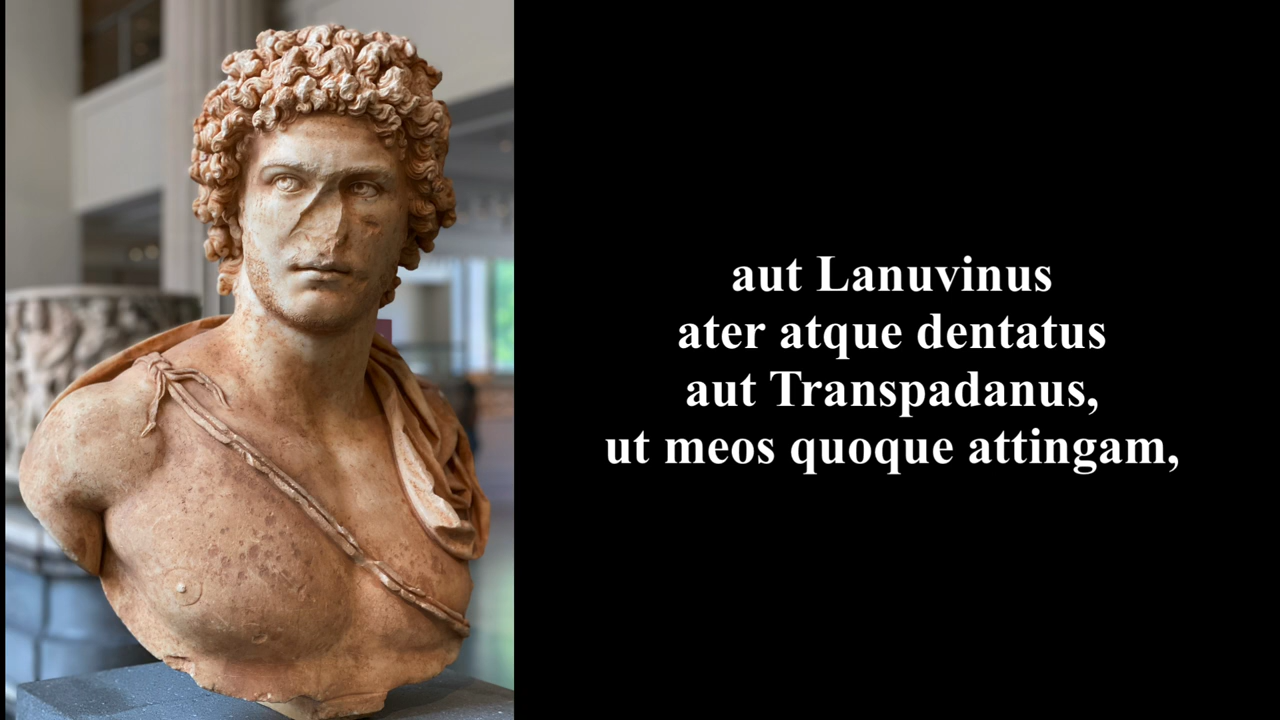 aut Lanuvinus
ater atque dentatus
aut Transpadanus,
ut meos quoque attingam,